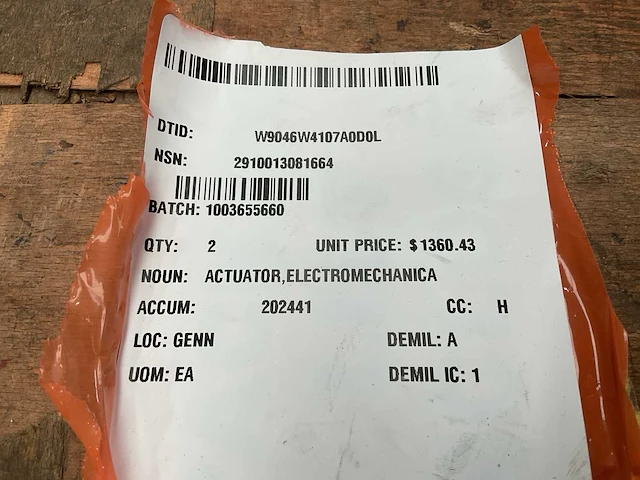 DTID: W9046W4107A0D0L
NSN: 2910013081664
BATCH: 1003655660
QTY: 2 UNIT PRICE: $1360.43
NOUN: ACTUATOR,ELECTROMECHANICA
ACCUM: 202441 CC: H
LOC: GENN DEMIL: A
UOM: EA DEMIL IC: 1